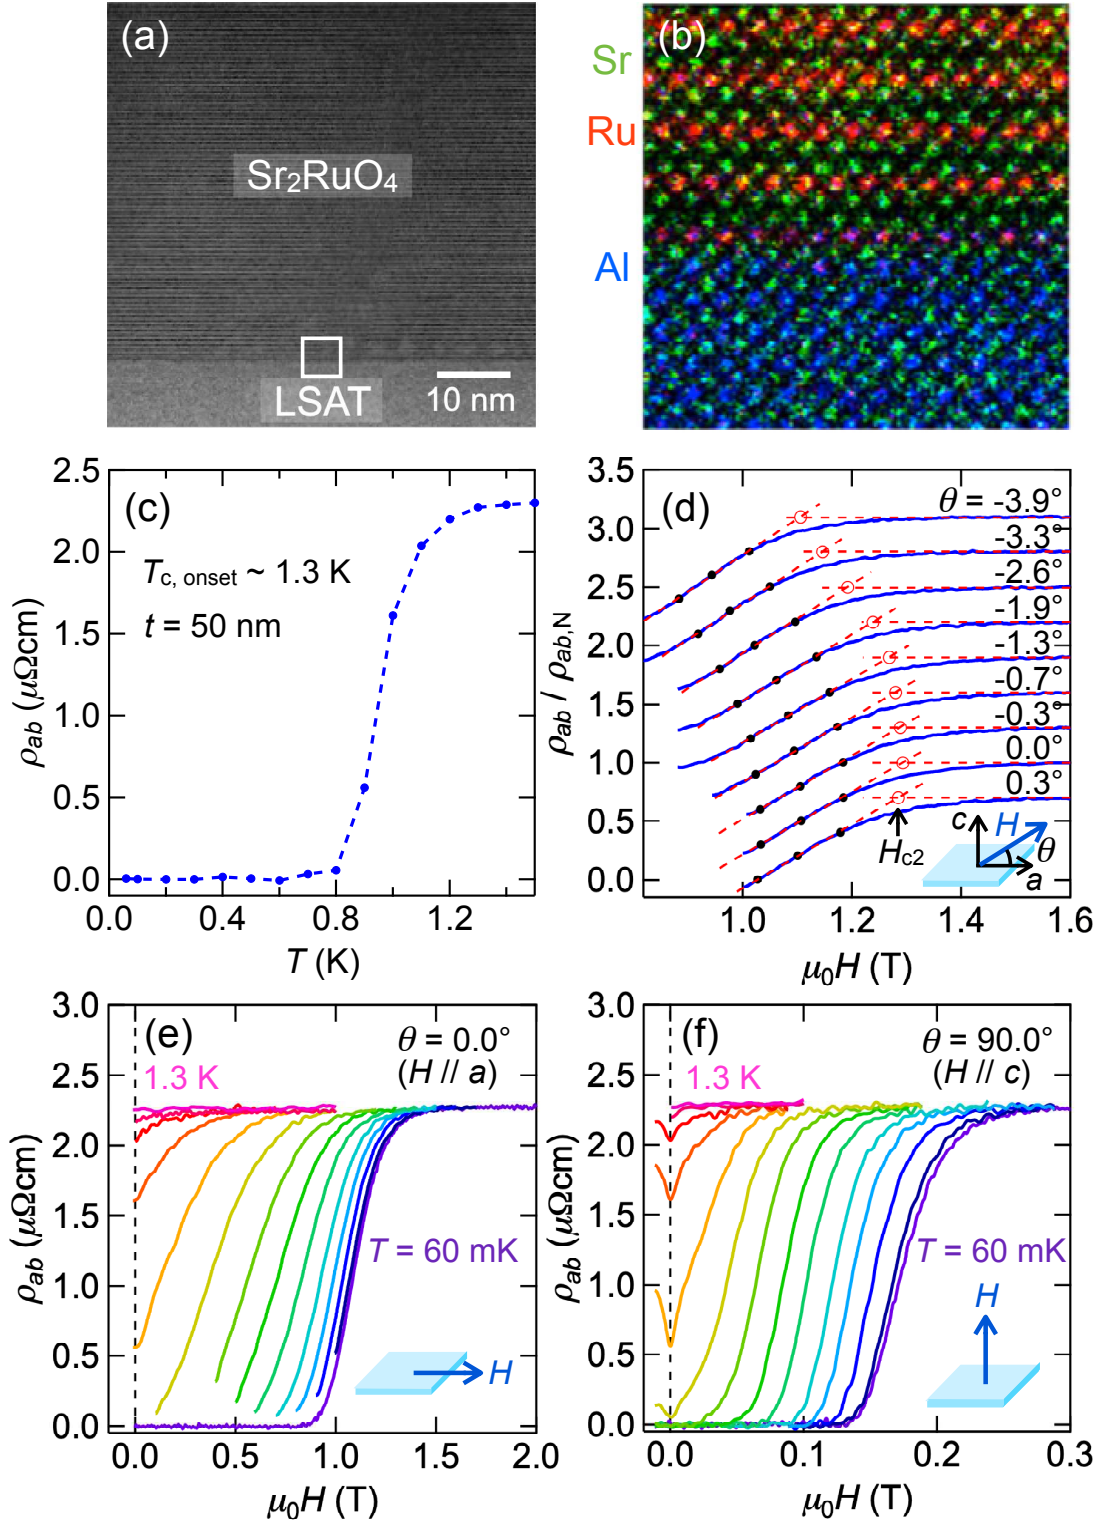 (a)
Sr₂RuO₄
LSAT
10 nm
(b)
Sr
Ru
Al
(c)
Tc, onset ~ 1.3 K
t = 50 nm
ρab (μΩcm)
2.5
2.0
1.5
1.0
0.5
0.0
0.0
0.4
0.8
1.2
T (K)
(d)
ρab / ρab,N
3.5
3.0
2.5
2.0
1.5
1.0
0.5
0.0
θ = -3.9°
-3.3°
-2.6°
-1.9°
-1.3°
-0.7°
-0.3°
0.0°
0.3°
Hc2
c
H
θ
a
1.0
1.2
1.4
1.6
μ₀H (T)
(e)
θ = 0.0°
(H // a)
1.3 K
T = 60 mK
H
ρab (μΩcm)
3.0
2.5
2.0
1.5
1.0
0.5
0.0
0.0
0.5
1.0
1.5
2.0
μ₀H (T)
(f)
θ = 90.0°
(H // c)
1.3 K
T = 60 mK
H
ρab (μΩcm)
3.0
2.5
2.0
1.5
1.0
0.5
0.0
0.0
0.1
0.2
0.3
μ₀H (T)